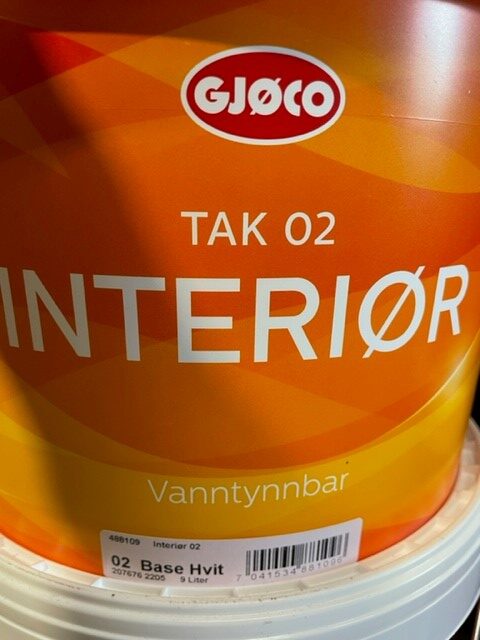 GJØCO
TAK 02
INTERIØR
Vanntynnbar
488109 Interiør 02
02 Base Hvit
207676 2205 9 Liter
7 041534 881096